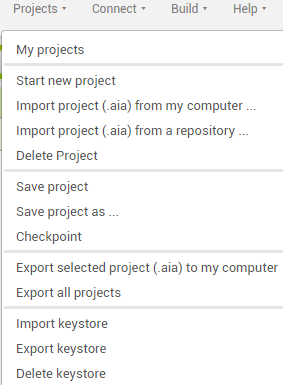 Projects Connect Build Help
My projects
Start new project
Import project (.aia) from my computer ...
Import project (.aia) from a repository ...
Delete Project
Save project
Save project as ...
Checkpoint
Export selected project (.aia) to my computer
Export all projects
Import keystore
Export keystore
Delete keystore